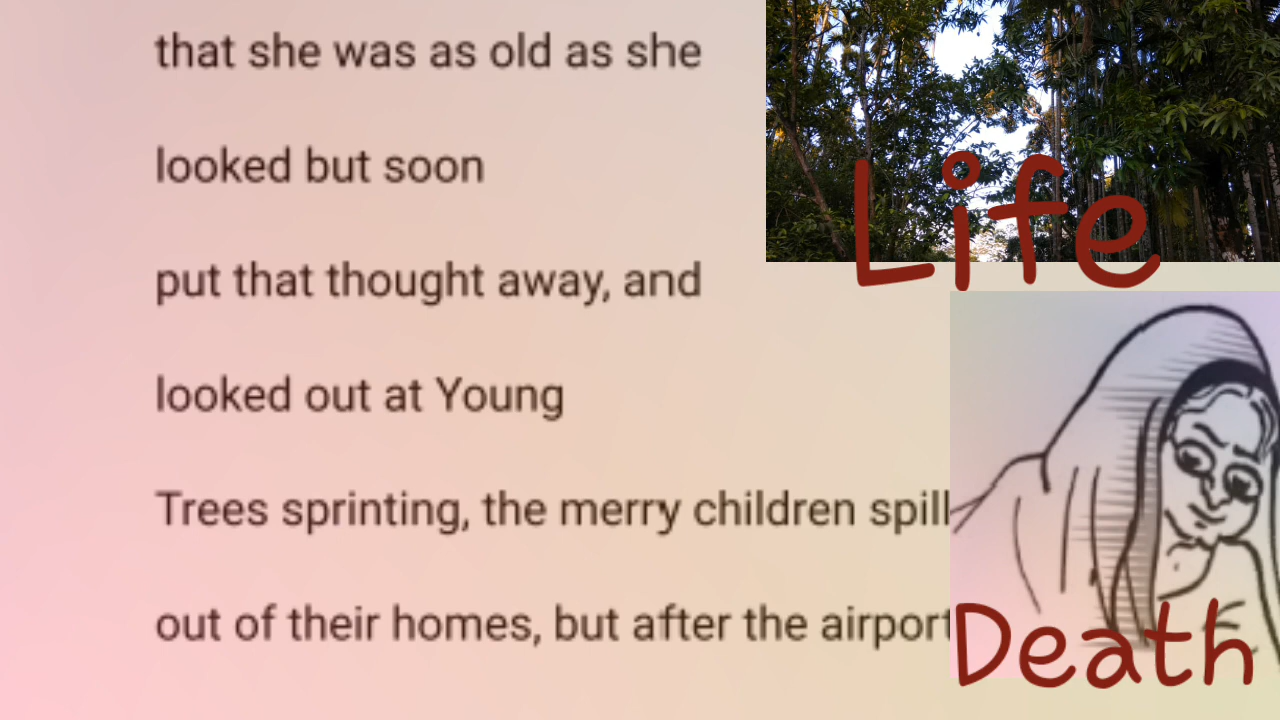 that she was as old as she
looked but soon
put that thought away, and
looked out at Young
Trees sprinting, the merry children spill
out of their homes, but after the airport
Life
Death